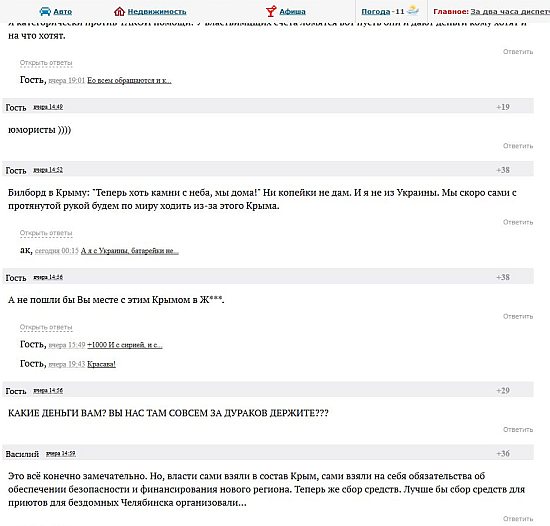 Авто Недвижимость Афиша Погода -11 Главное: За два часа диспетч
Я категорически против ТАКОЙ помощи! У властьимущих счета ломятся вот пусть они и дают деньги кому хотят и
на что хотят.
Ответить
Открыть ответы
Гость, вчера 19:01 Ео всем обращаются и к...
Гость вчера 14:49 +19
юмористы ))))
Ответить
Гость вчера 14:52 +38
Билборд в Крыму: "Теперь хоть камни с неба, мы дома!" Ни копейки не дам. И я не из Украины. Мы скоро сами с
протянутой рукой будем по миру ходить из-за этого Крыма.
Ответить
Открыть ответы
ак, сегодня 00:15 А я с Украины, батарейки не...
Гость вчера 14:56 +38
А не пошли бы Вы месте с этим Крымом в Ж***.
Ответить
Открыть ответы
Гость, вчера 15:49 +1000 И с сирией, и с...
Гость, вчера 19:43 Красава!
Гость вчера 14:56 +29
КАКИЕ ДЕНЬГИ ВАМ? ВЫ НАС ТАМ СОВСЕМ ЗА ДУРАКОВ ДЕРЖИТЕ???
Ответить
Василий вчера 14:59 +36
Это всё конечно замечательно. Но, власти сами взяли в состав Крым, сами взяли на себя обязательства об
обеспечении безопасности и финансирования нового региона. Теперь же сбор средств. Лучше бы сбор средств для
приютов для бездомных Челябинска организовали...
Ответить